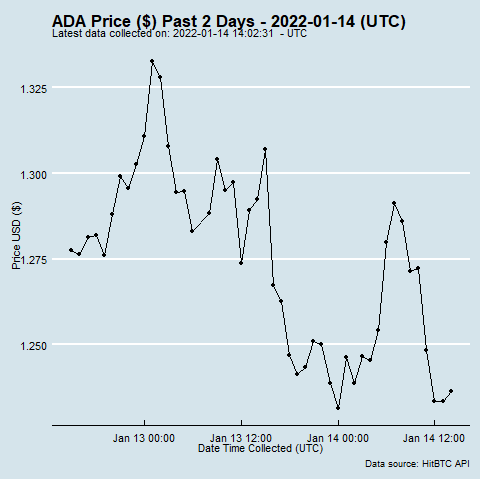 ADA Price ($) Past 2 Days - 2022-01-14 (UTC)
Latest data collected on: 2022-01-14 14:02:31 - UTC
1.325
1.300
1.275
1.250
Price USD ($)
Jan 13 00:00 Jan 13 12:00 Jan 14 00:00 Jan 14 12:00
Date Time Collected (UTC)
Data source: HitBTC API